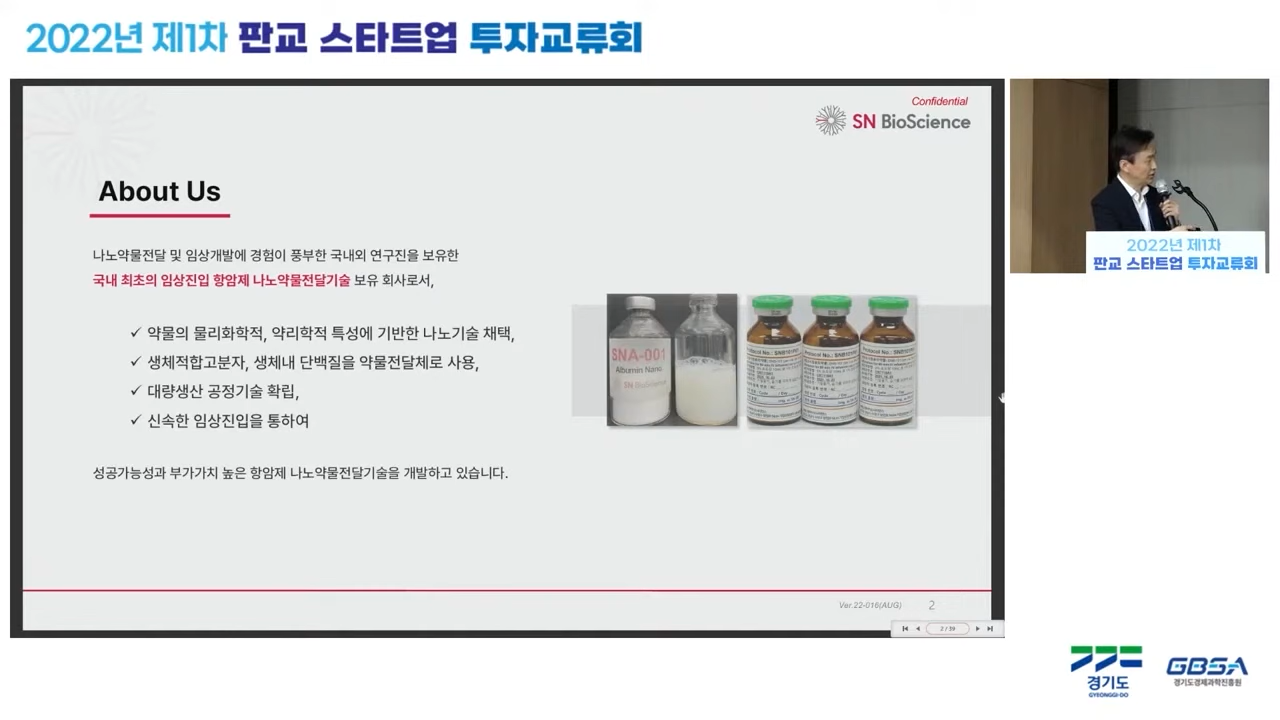 2022년 제1차 판교 스타트업 투자교류회
Confidential
SN BioScience
About Us
나노약물전달 및 임상개발에 경험이 풍부한 국내외 연구진을 보유한
국내 최초의 임상진입 항암제 나노약물전달기술 보유 회사로서,
✓ 약물의 물리화학적, 약리학적 특성에 기반한 나노기술 채택,
✓ 생체적합고분자, 생체내 단백질을 약물전달체로 사용,
✓ 대량생산 공정기술 확립,
✓ 신속한 임상진입을 통하여
성공가능성과 부가가치 높은 항암제 나노약물전달기술을 개발하고 있습니다.
SNA-001
Albumin Nano
SN BioScience
Ver.22-016(AUG)
2
2 / 39
2022년 제1차
판교 스타트업 투자교류회
경기도
GYEONGGI-DO
GBSA
경기도경제과학진흥원